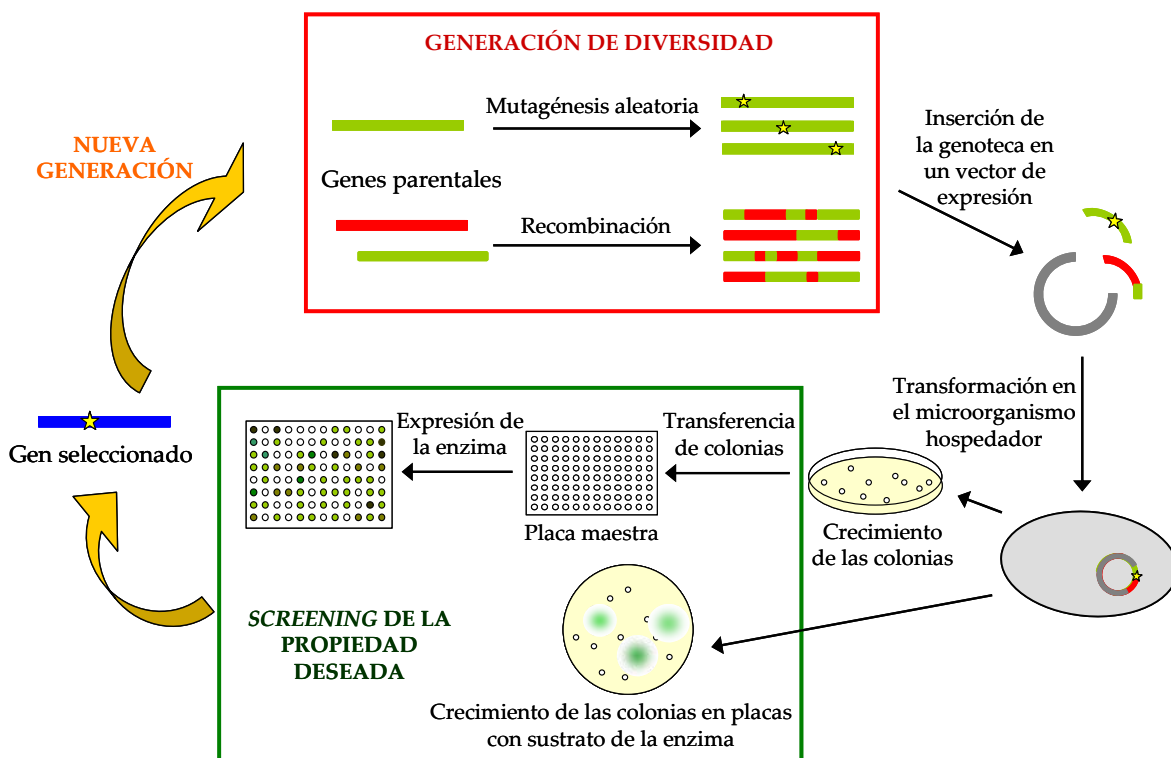 GENERACIÓN DE DIVERSIDAD
Mutagénesis aleatoria
Genes parentales
Recombinación
Inserción de
la genoteca en
un vector de
expresión
NUEVA
GENERACIÓN
Transformación en
el microorganismo
hospedador
Gen seleccionado
Expresión de
la enzima
Transferencia
de colonias
Placa maestra
Crecimiento
de las colonias
SCREENING DE LA
PROPIEDAD
DESEADA
Crecimiento de las colonias en placas
con sustrato de la enzima